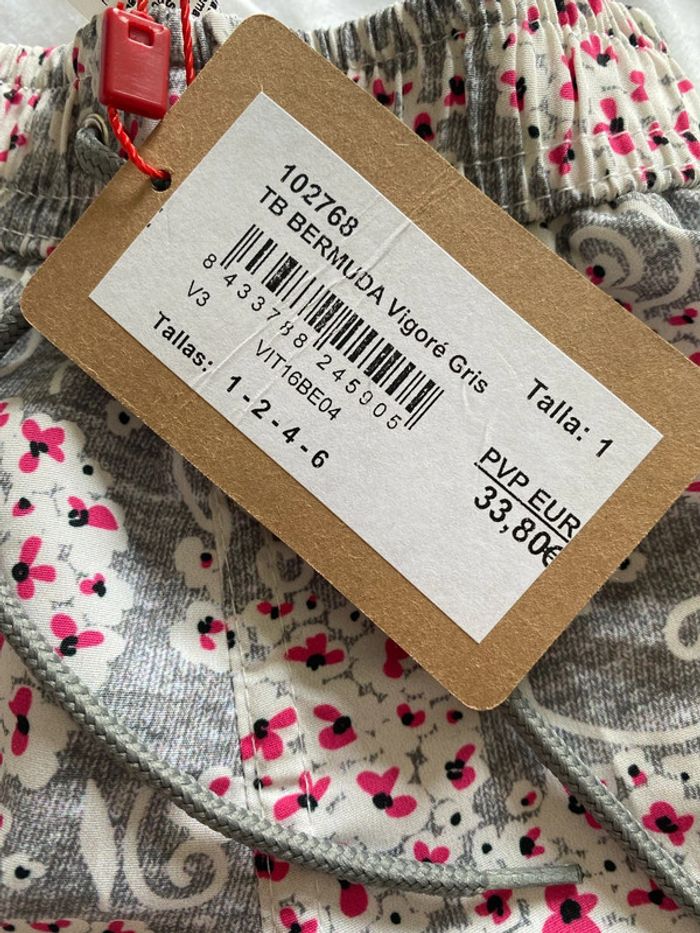 102768
TB BERMUDA Vigoré Gris
8 433788 245905
V3
VIT16BE04
Talla: 1
Tallas: 1-2-4-6
PVP EUR
33,80€